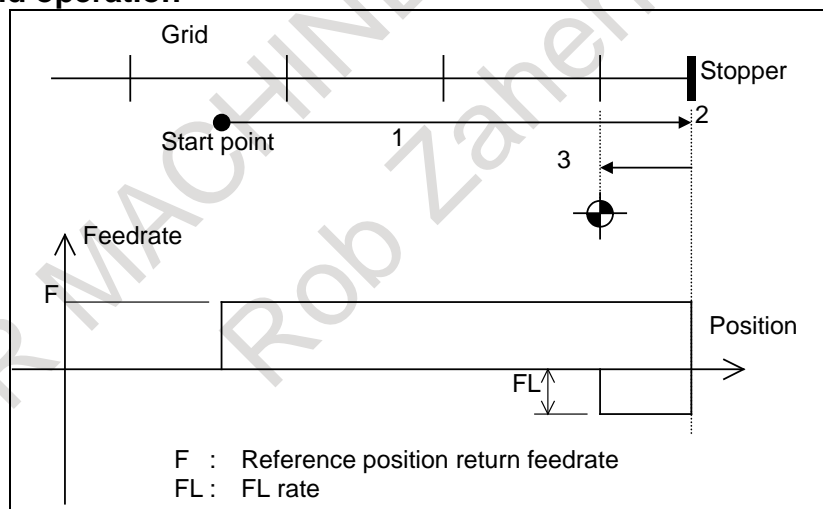 Grid
Stopper
Start point
1
2
3
Feedrate
F
Position
FL
F : Reference position return feedrate
FL : FL rate